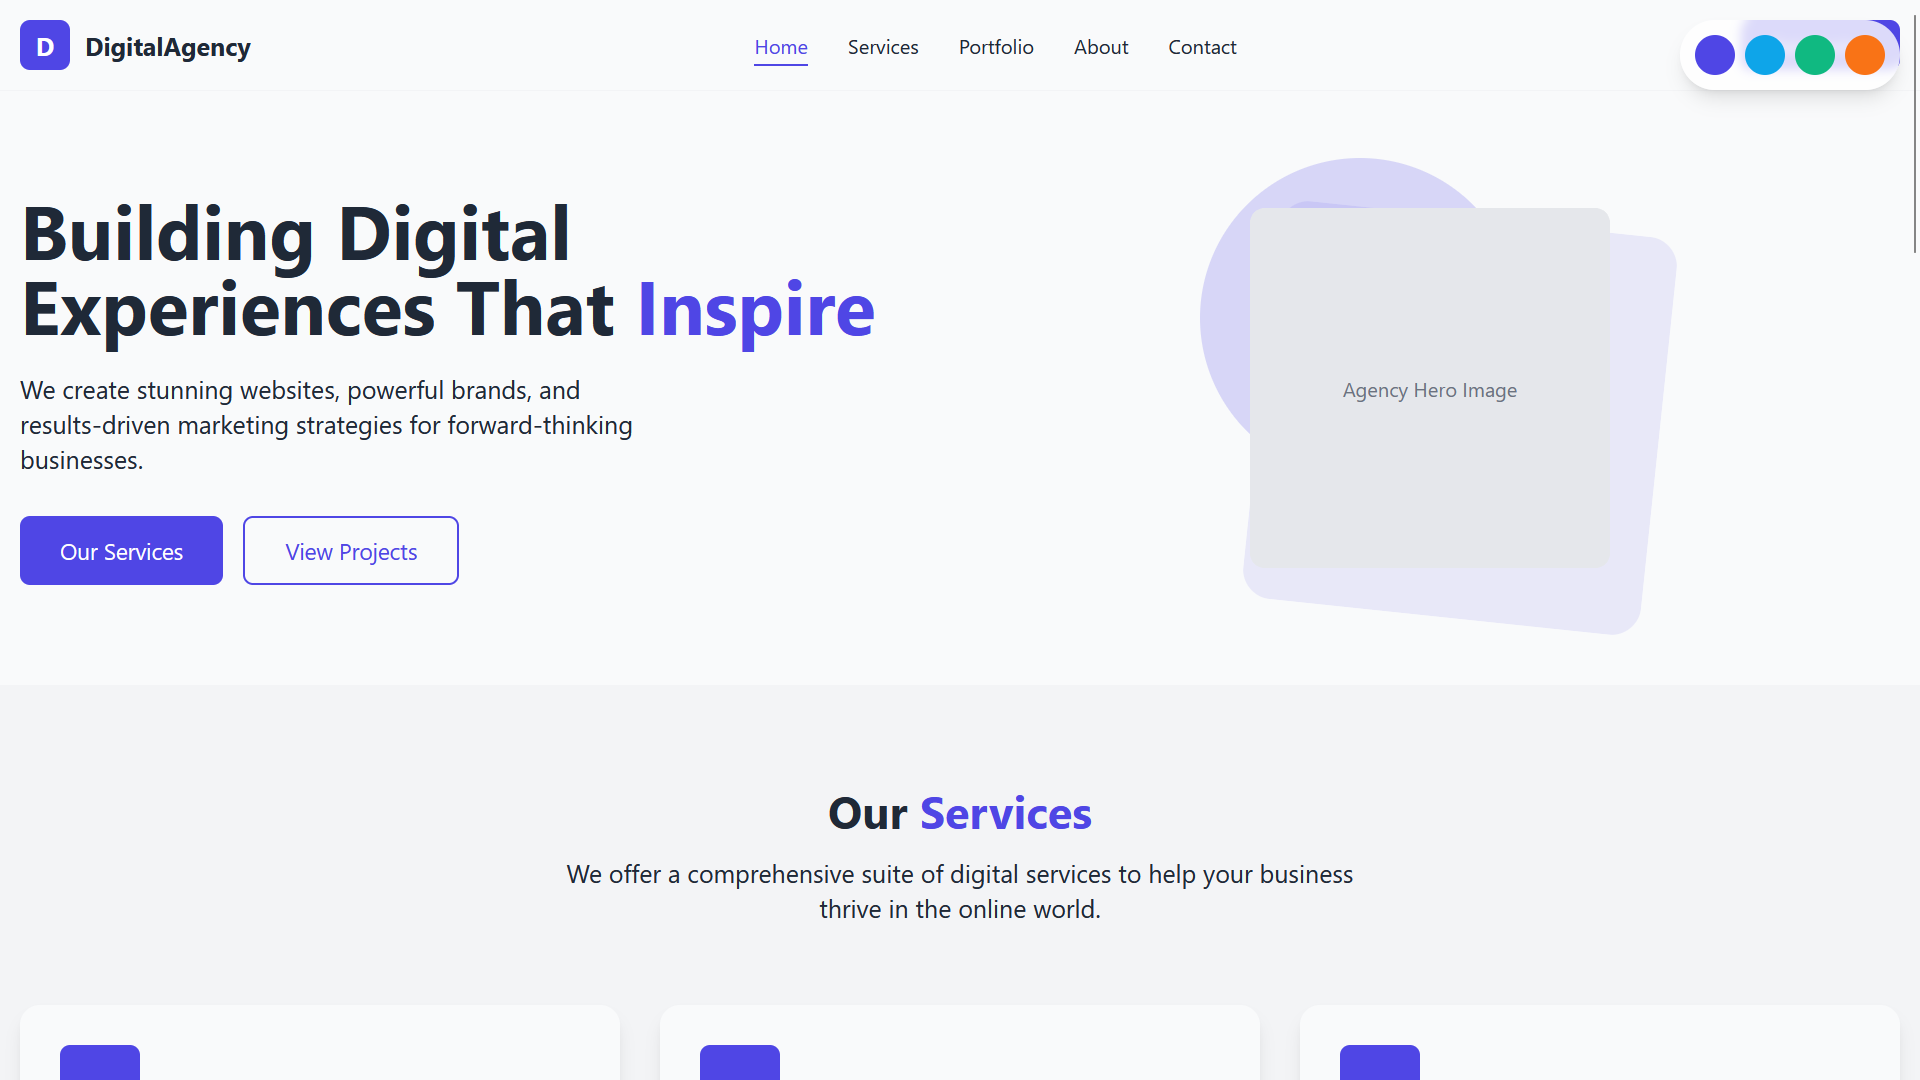 D DigitalAgency
Home Services Portfolio About Contact
Building Digital
Experiences That Inspire
We create stunning websites, powerful brands, and
results-driven marketing strategies for forward-thinking
businesses.
Our Services View Projects
Agency Hero Image
Our Services
We offer a comprehensive suite of digital services to help your business
thrive in the online world.